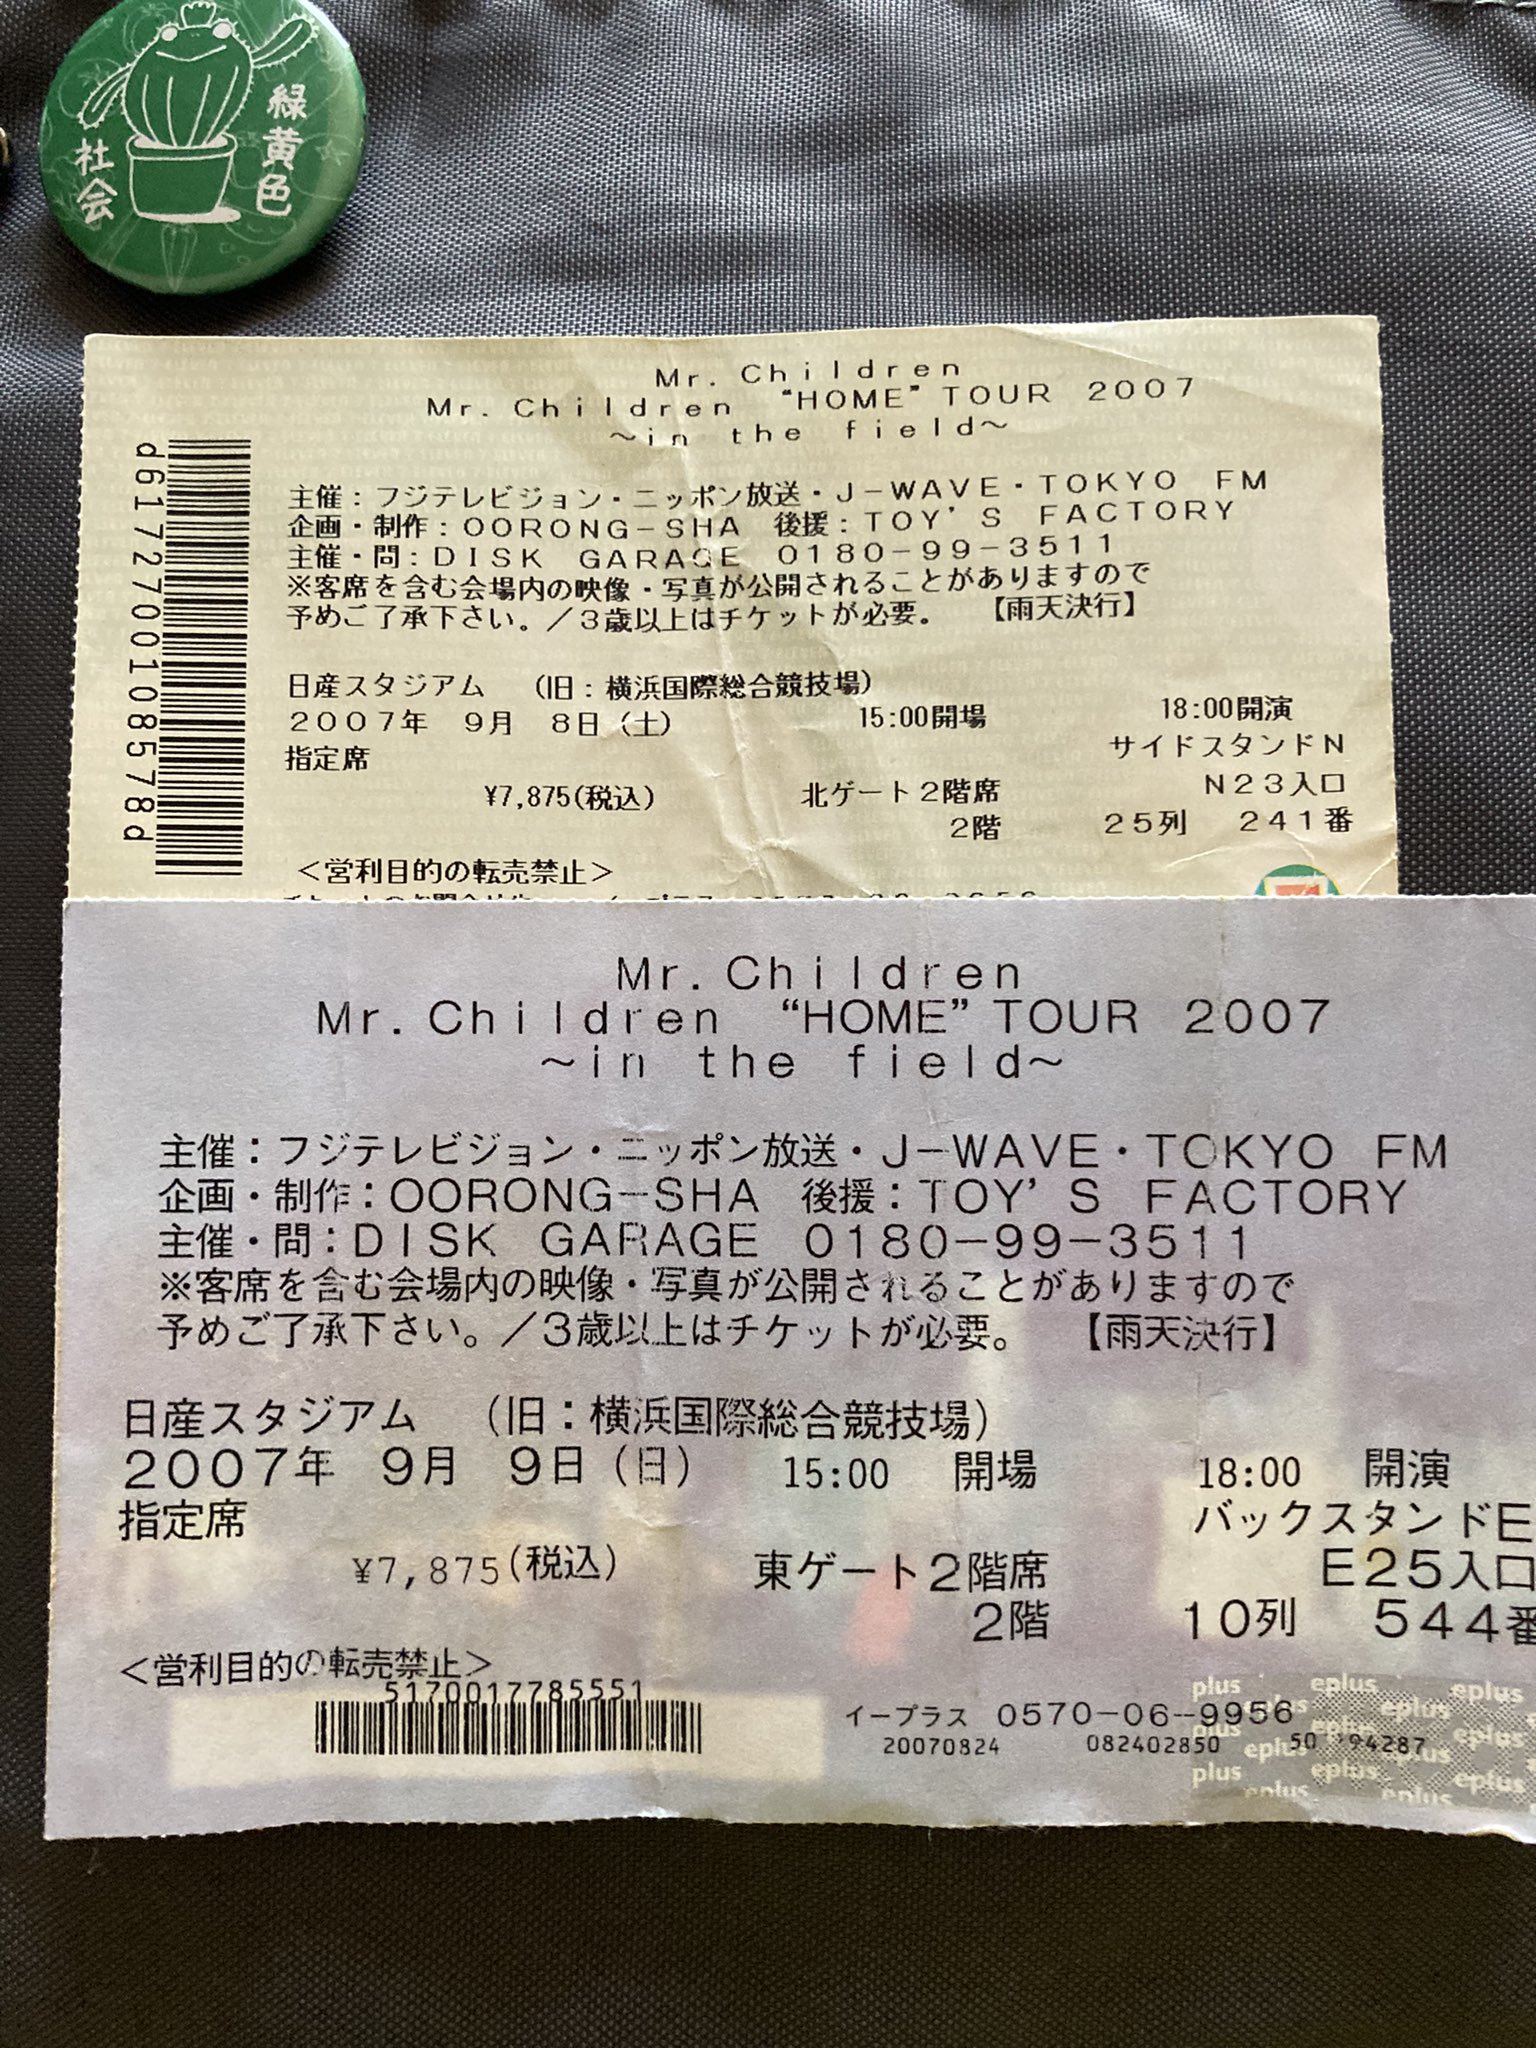 緑黄色
社会
Mr. Children
Mr. Children “HOME” TOUR 2007
〜in the field〜
主催：フジテレビジョン・ニッポン放送・J−WAVE・TOKYO FM
企画・制作：OORONG−SHA 後援：TOY’S FACTORY
主催・問：DISK GARAGE 0180−99−3511
※客席を含む会場内の映像・写真が公開されることがありますので
予めご了承下さい。／3歳以上はチケットが必要。 【雨天決行】
日産スタジアム （旧：横浜国際総合競技場）
2007年 9月 8日（土） 15:00開場 18:00開演
指定席 サイドスタンドN
¥7,875(税込) 北ゲート2階席 N23入口
2階 25列 241番
＜営利目的の転売禁止＞
d6172700108578d
Mr. Children
Mr. Children “HOME” TOUR 2007
〜in the field〜
主催：フジテレビジョン・ニッポン放送・J−WAVE・TOKYO FM
企画・制作：OORONG−SHA 後援：TOY’S FACTORY
主催・問：DISK GARAGE 0180−99−3511
※客席を含む会場内の映像・写真が公開されることがありますので
予めご了承下さい。／3歳以上はチケットが必要。 【雨天決行】
日産スタジアム （旧：横浜国際総合競技場）
2007年 9月 9日（日） 15:00 開場 18:00 開演
指定席 バックスタンドE
¥7,875(税込) 東ゲート2階席 E25入口
2階 10列 544番
＜営利目的の転売禁止＞
5170017785551
イープラス 0570−06−9956
20070824 082402850
plus eplus eplus
eplus
plus eplus eplus
eplus
plus eplus eplus
eplus eplus